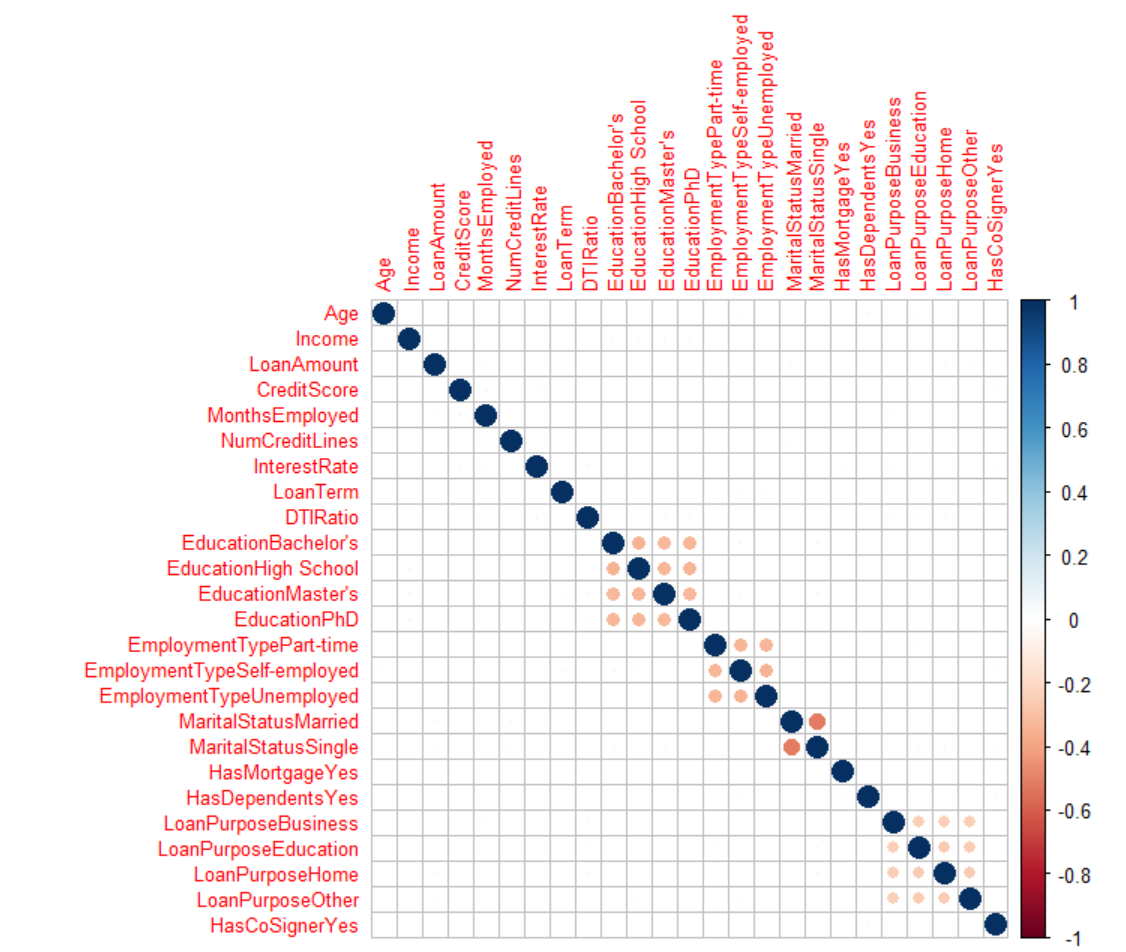 Age
Income
LoanAmount
CreditScore
MonthsEmployed
NumCreditLines
InterestRate
LoanTerm
DTIRatio
EducationBachelor's
EducationHigh School
EducationMaster's
EducationPhD
EmploymentTypePart-time
EmploymentTypeSelf-employed
EmploymentTypeUnemployed
MaritalStatusMarried
MaritalStatusSingle
HasMortgageYes
HasDependentsYes
LoanPurposeBusiness
LoanPurposeEducation
LoanPurposeHome
LoanPurposeOther
HasCoSignerYes
Age
Income
LoanAmount
CreditScore
MonthsEmployed
NumCreditLines
InterestRate
LoanTerm
DTIRatio
EducationBachelor's
EducationHigh School
EducationMaster's
EducationPhD
EmploymentTypePart-time
EmploymentTypeSelf-employed
EmploymentTypeUnemployed
MaritalStatusMarried
MaritalStatusSingle
HasMortgageYes
HasDependentsYes
LoanPurposeBusiness
LoanPurposeEducation
LoanPurposeHome
LoanPurposeOther
HasCoSignerYes
1
0.8
0.6
0.4
0.2
0
-0.2
-0.4
-0.6
-0.8
-1